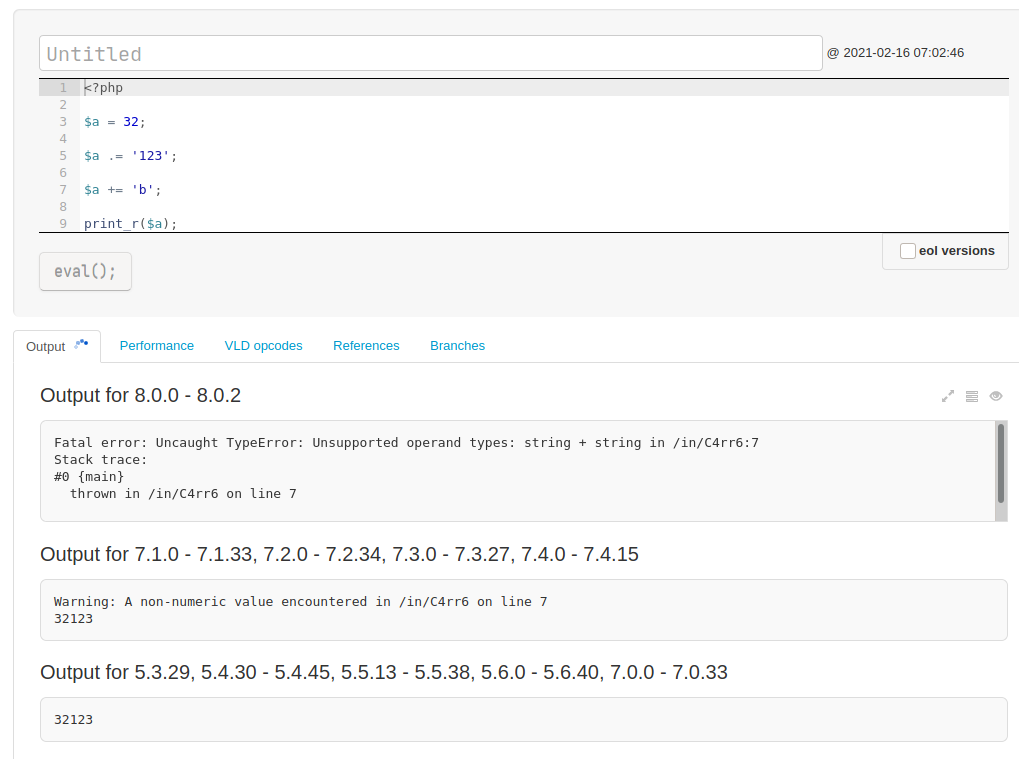 Untitled
@ 2021-02-16 07:02:46
1 <?php
2
3 $a = 32;
4
5 $a .= '123';
6
7 $a += 'b';
8
9 print_r($a);
eol versions
eval();
Output Performance VLD opcodes References Branches
Output for 8.0.0 - 8.0.2
Fatal error: Uncaught TypeError: Unsupported operand types: string + string in /in/C4rr6:7
Stack trace:
#0 {main}
thrown in /in/C4rr6 on line 7
Output for 7.1.0 - 7.1.33, 7.2.0 - 7.2.34, 7.3.0 - 7.3.27, 7.4.0 - 7.4.15
Warning: A non-numeric value encountered in /in/C4rr6 on line 7
32123
Output for 5.3.29, 5.4.30 - 5.4.45, 5.5.13 - 5.5.38, 5.6.0 - 5.6.40, 7.0.0 - 7.0.33
32123